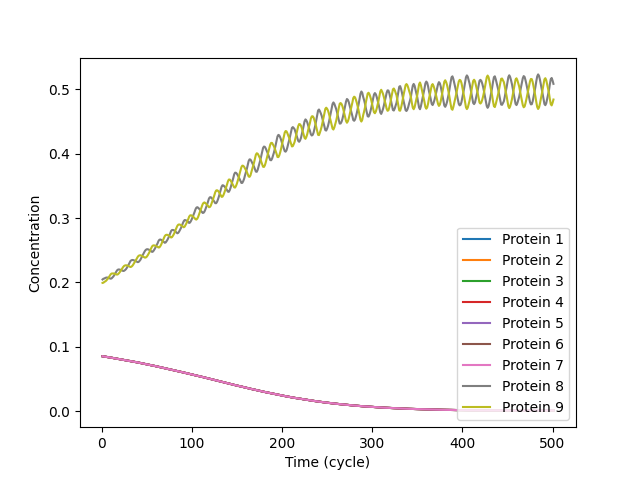 0.5
0.4
0.3
0.2
0.1
0.0
Concentration
0
100
200
300
400
500
Time (cycle)
Protein 1
Protein 2
Protein 3
Protein 4
Protein 5
Protein 6
Protein 7
Protein 8
Protein 9